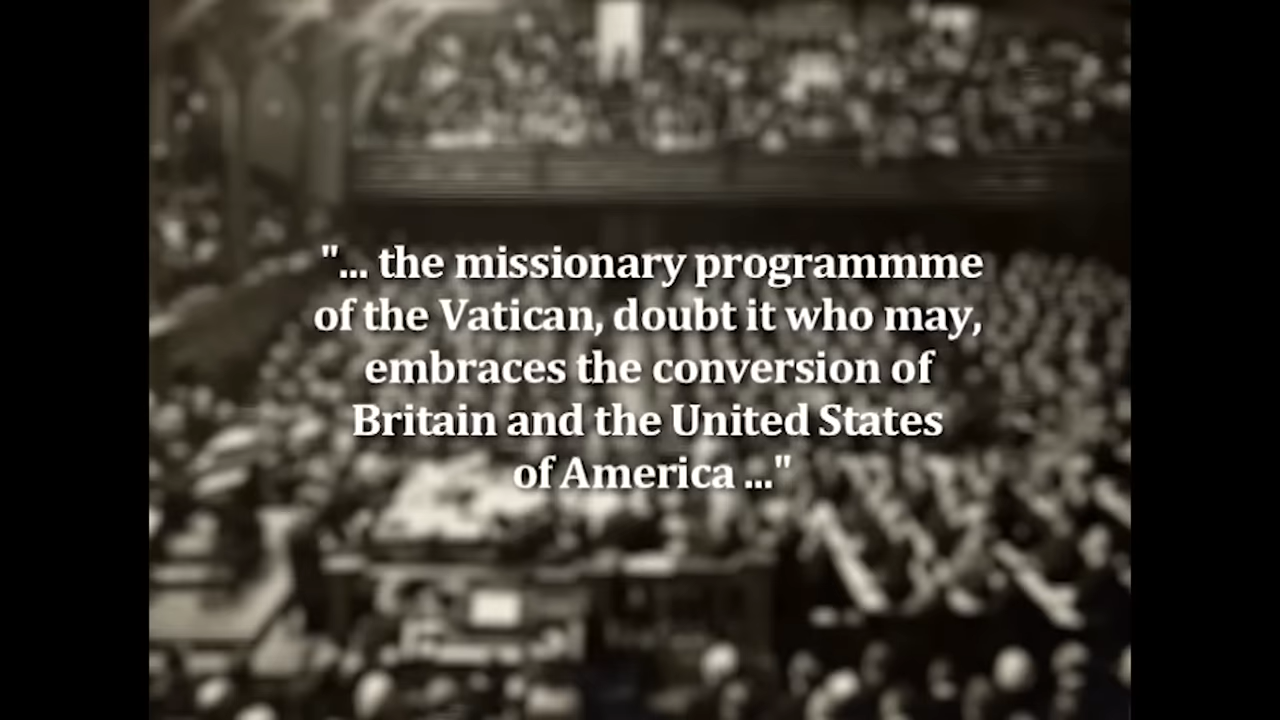 "... the missionary programmme
of the Vatican, doubt it who may,
embraces the conversion of
Britain and the United States
of America ..."